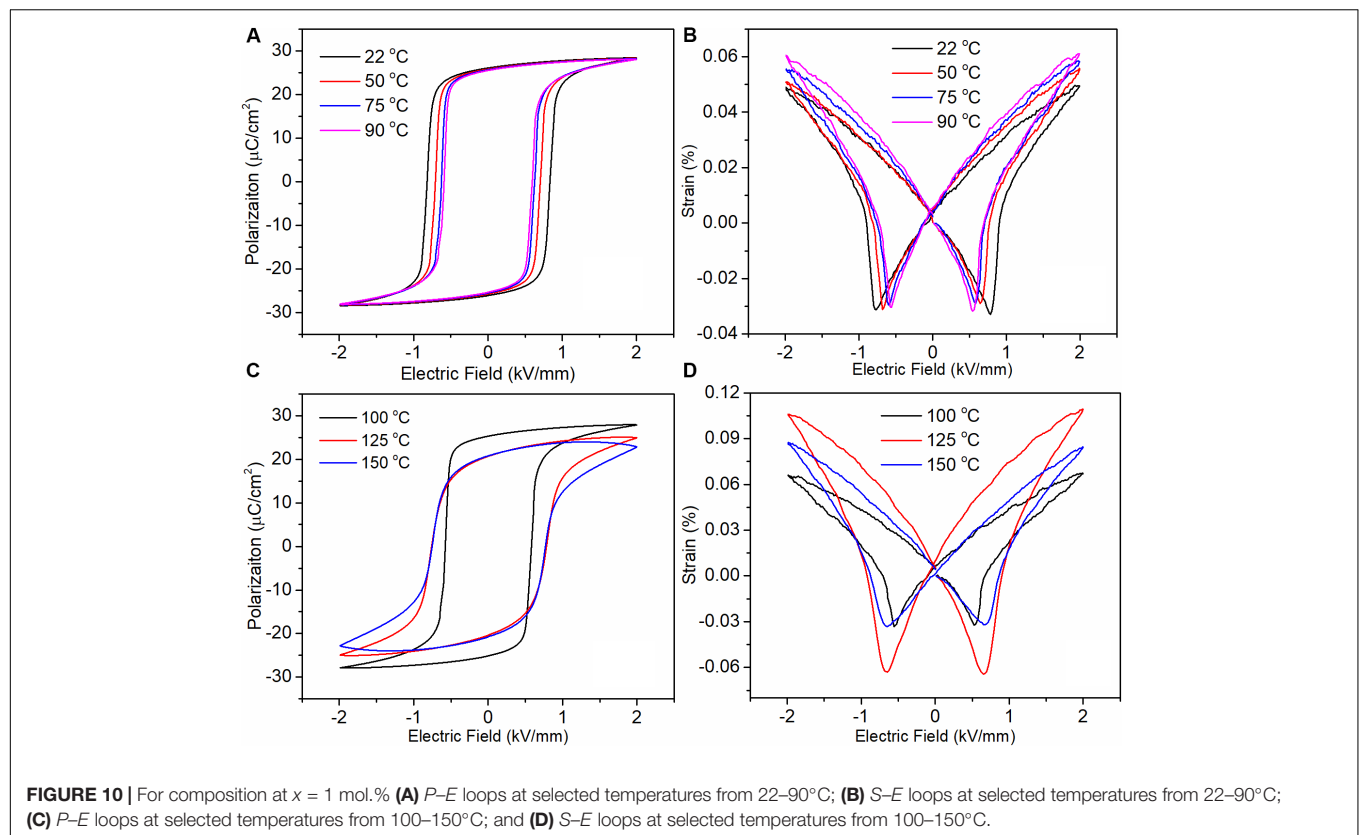 A
30
20
10
0
-10
-20
-30
22 °C
50 °C
75 °C
90 °C
Polarizaiton (μC/cm²)
-2 -1 0 1 2
Electric Field (kV/mm)
B
0.06
0.04
0.02
0.00
-0.02
-0.04
22 °C
50 °C
75 °C
90 °C
Strain (%)
-2 -1 0 1 2
Electric Field (kV/mm)
C
30
20
10
0
-10
-20
-30
100 °C
125 °C
150 °C
Polarizaiton (μC/cm²)
-2 -1 0 1 2
Electric Field (kV/mm)
D
0.12
0.09
0.06
0.03
0.00
-0.03
-0.06
100 °C
125 °C
150 °C
Strain (%)
-2 -1 0 1 2
Electric Field (kV/mm)
FIGURE 10 | For composition at x = 1 mol.% (A) P–E loops at selected temperatures from 22–90°C; (B) S–E loops at selected temperatures from 22–90°C;
(C) P–E loops at selected temperatures from 100–150°C; and (D) S–E loops at selected temperatures from 100–150°C.